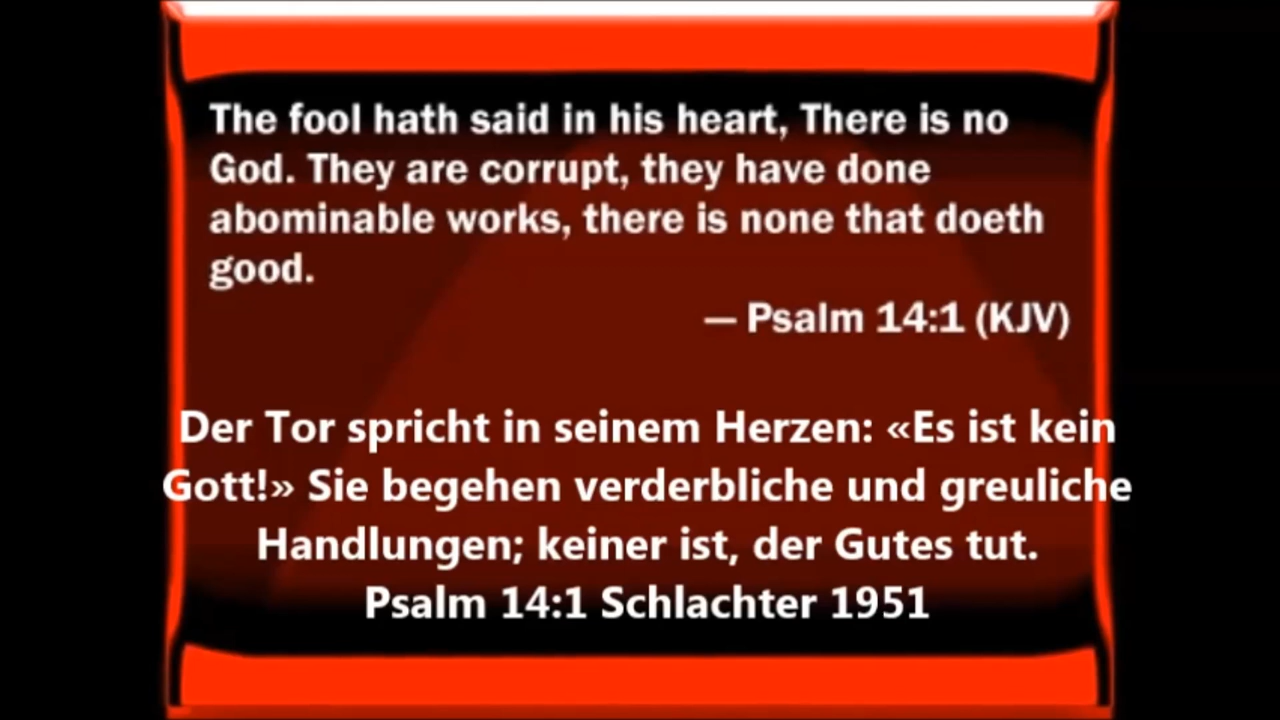 The fool hath said in his heart, There is no
God. They are corrupt, they have done
abominable works, there is none that doeth
good.
— Psalm 14:1 (KJV)
Der Tor spricht in seinem Herzen: «Es ist kein
Gott!» Sie begehen verderbliche und greuliche
Handlungen; keiner ist, der Gutes tut.
Psalm 14:1 Schlachter 1951